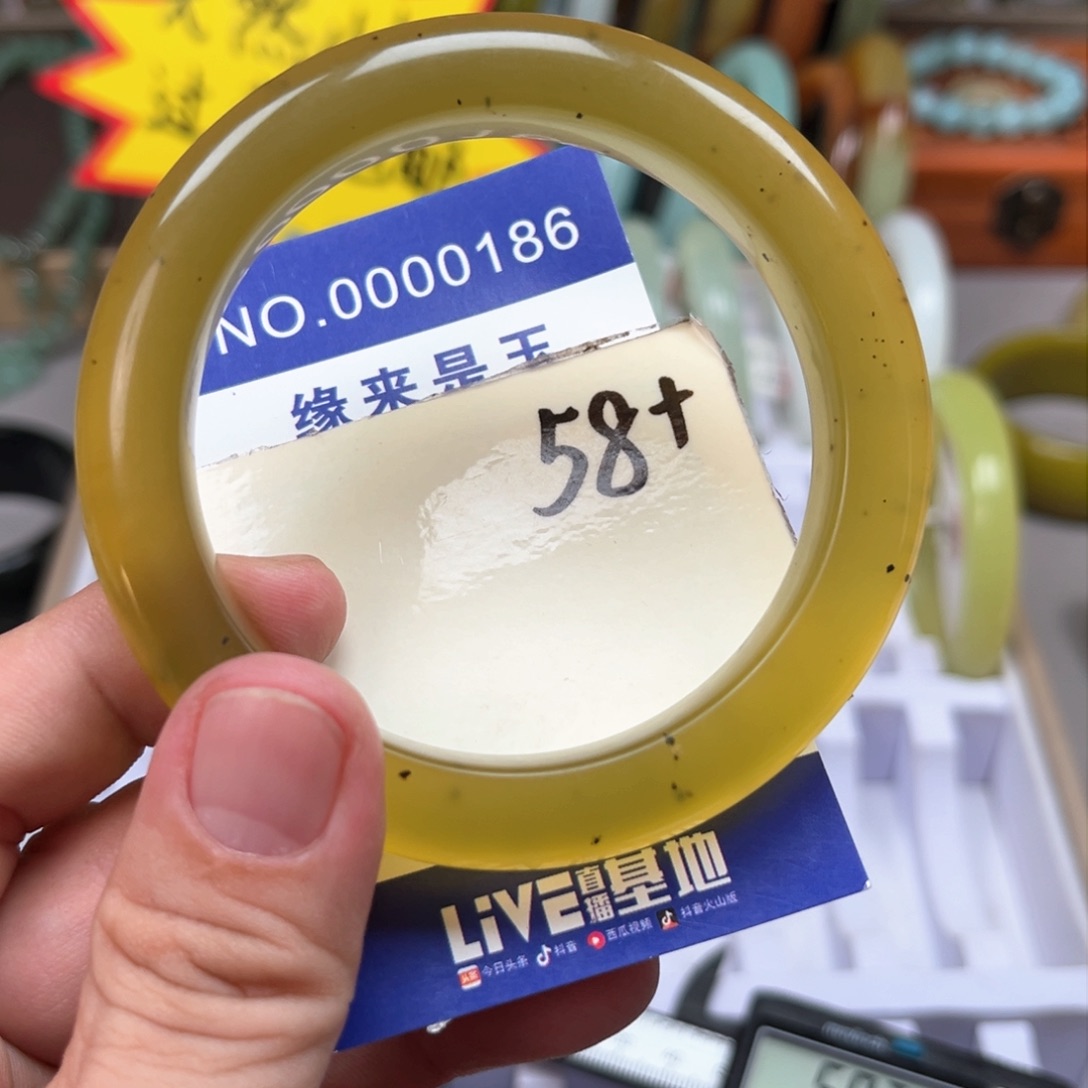 NO.0000186
缘来是玉
58+
LiVE直播基地
今日头条 抖音 西瓜视频 抖音火山版